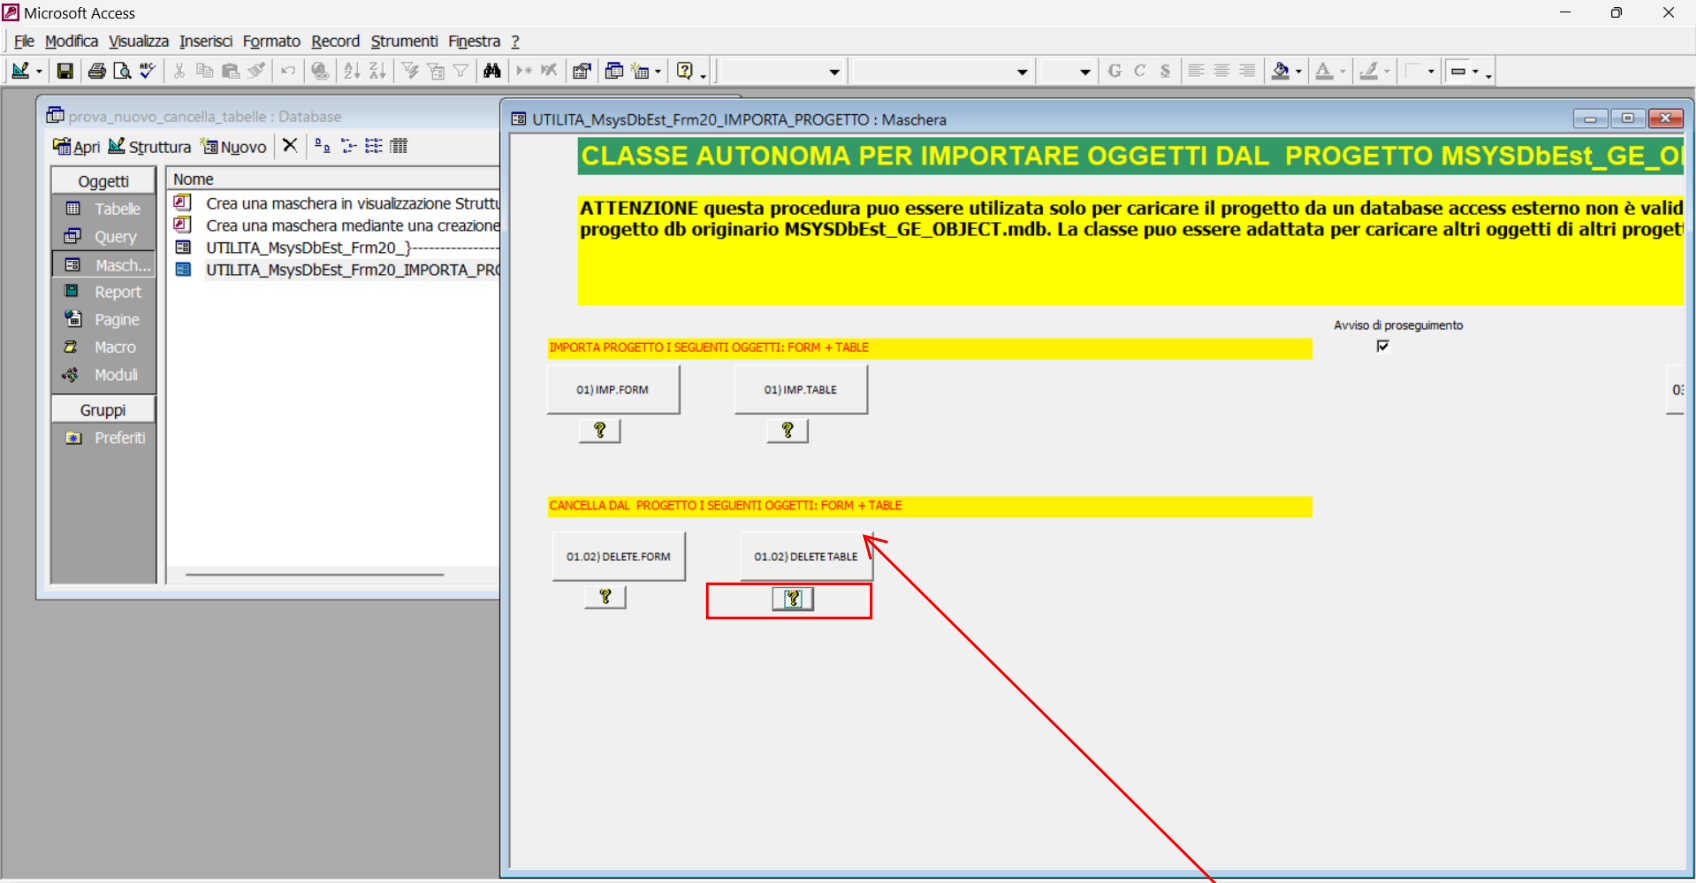 Microsoft Access
File Modifica Visualizza Inserisci Formato Record Strumenti Finestra ?
G C S
prova_nuovo_cancella_tabelle : Database
Apri Struttura Nuovo
Oggetti
Tabelle
Query
Masch...
Report
Pagine
Macro
Moduli
Gruppi
Preferiti
Nome
Crea una maschera in visualizzazione Struttu
Crea una maschera mediante una creazione
UTILITA_MsysDbEst_Frm20_}------------------
UTILITA_MsysDbEst_Frm20_IMPORTA_PRO
UTILITA_MsysDbEst_Frm20_IMPORTA_PROGETTO : Maschera
CLASSE AUTONOMA PER IMPORTARE OGGETTI DAL PROGETTO MSYSDbEst_GE_O
ATTENZIONE questa procedura puo essere utilizata solo per caricare il progetto da un database access esterno non è valid
progetto db originario MSYSDbEst_GE_OBJECT.mdb. La classe puo essere adattata per caricare altri oggetti di altri proget
Avviso di proseguimento
IMPORTA PROGETTO I SEGUENTI OGGETTI: FORM + TABLE
01) IMP.FORM
01) IMP.TABLE
? ?
CANCELLA DAL PROGETTO I SEGUENTI OGGETTI: FORM + TABLE
01.02) DELETE.FORM
01.02) DELETE TABLE
? ?